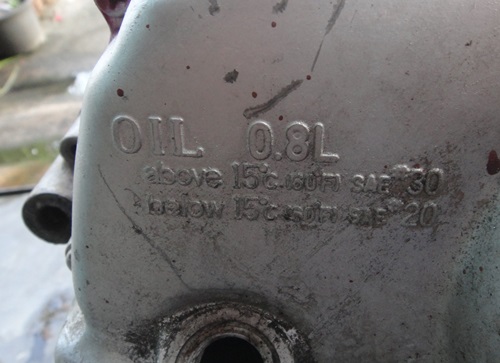 OIL 0.8L
above 15°C SAE #30
below 15°C SAE #20